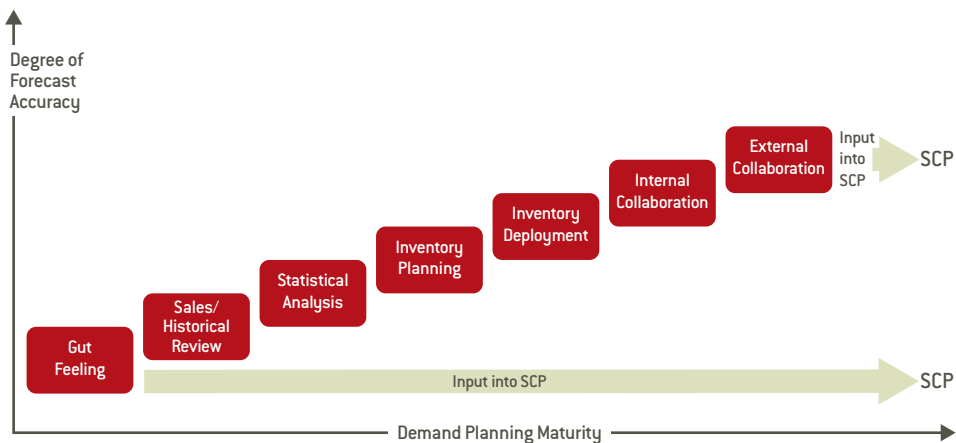 Degree of
Forecast
Accuracy
Gut
Feeling
Sales/
Historical
Review
Statistical
Analysis
Inventory
Planning
Inventory
Deployment
Internal
Collaboration
External
Collaboration
Input
into
SCP
SCP
Input into SCP
SCP
Demand Planning Maturity